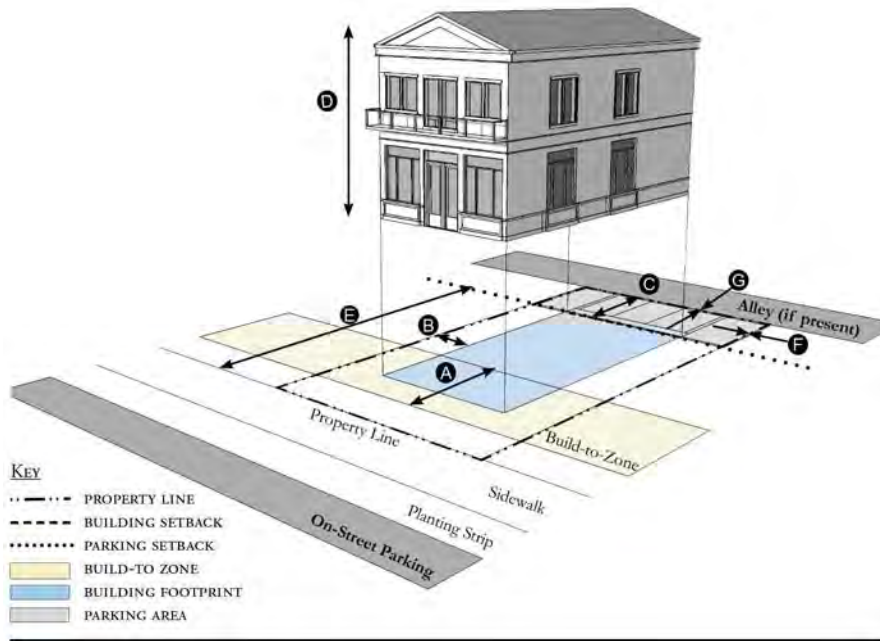 D
C
G
Alley (if present)
E
B
F
A
Property Line
Build-to-Zone
Sidewalk
Planting Strip
On-Street Parking
KEY
PROPERTY LINE
BUILDING SETBACK
PARKING SETBACK
BUILD-TO ZONE
BUILDING FOOTPRINT
PARKING AREA